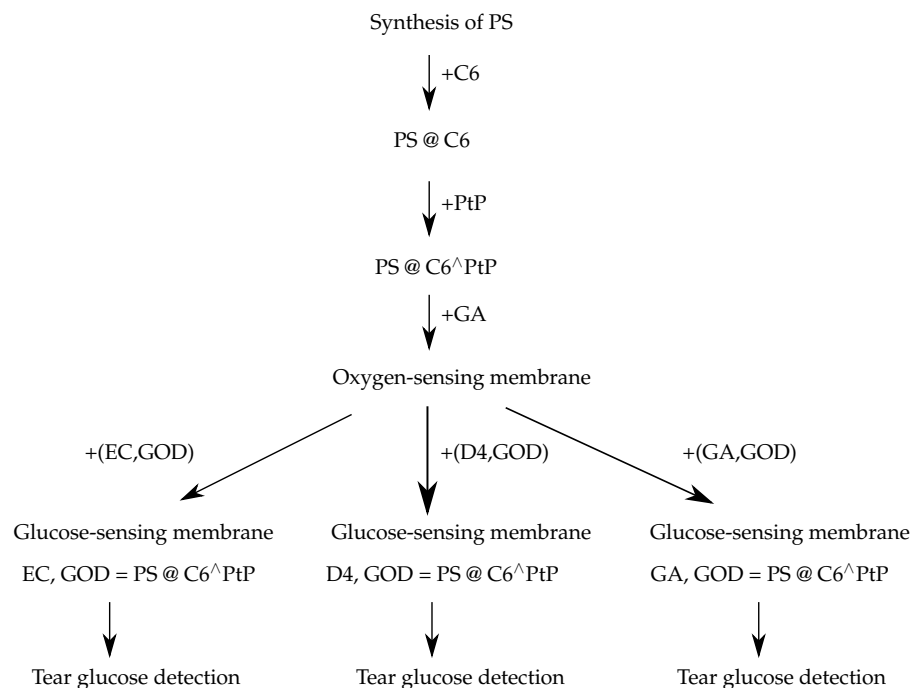 Synthesis of PS
+C6
PS @ C6
+PtP
PS @ C6^PtP
+GA
Oxygen-sensing membrane
+(EC,GOD)
+(D4,GOD)
+(GA,GOD)
Glucose-sensing membrane
EC, GOD = PS @ C6^PtP
Glucose-sensing membrane
D4, GOD = PS @ C6^PtP
Glucose-sensing membrane
GA, GOD = PS @ C6^PtP
Tear glucose detection
Tear glucose detection
Tear glucose detection